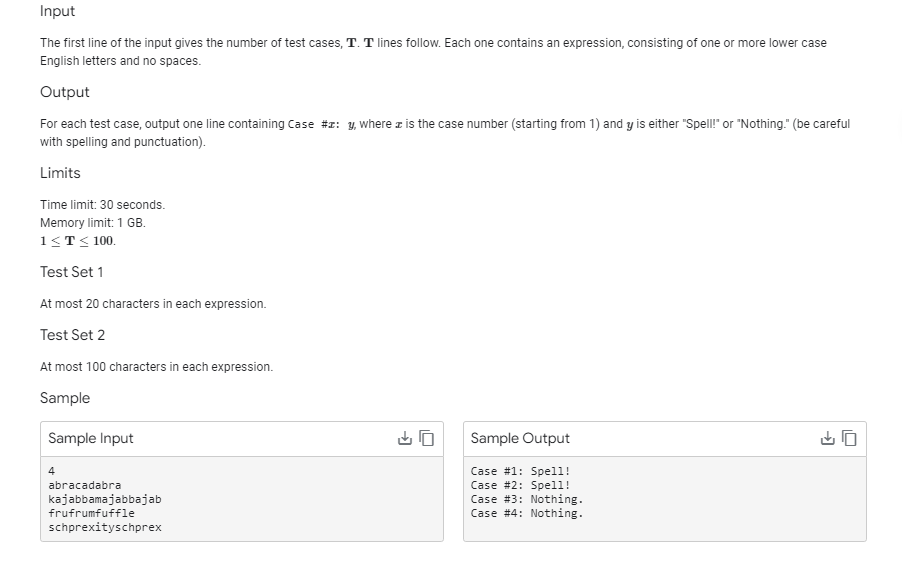 Input
The first line of the input gives the number of test cases, T. T lines follow. Each one contains an expression, consisting of one or more lower case
English letters and no spaces.
Output
For each test case, output one line containing Case #x: y, where x is the case number (starting from 1) and y is either "Spell!" or "Nothing." (be careful
with spelling and punctuation).
Limits
Time limit: 30 seconds.
Memory limit: 1 GB.
1 ≤ T ≤ 100.
Test Set 1
At most 20 characters in each expression.
Test Set 2
At most 100 characters in each expression.
Sample
Sample Input
4
abracadabra
kajabbamajabbajab
frufrumfuffle
schprexityschprex
Sample Output
Case #1: Spell!
Case #2: Spell!
Case #3: Nothing.
Case #4: Nothing.